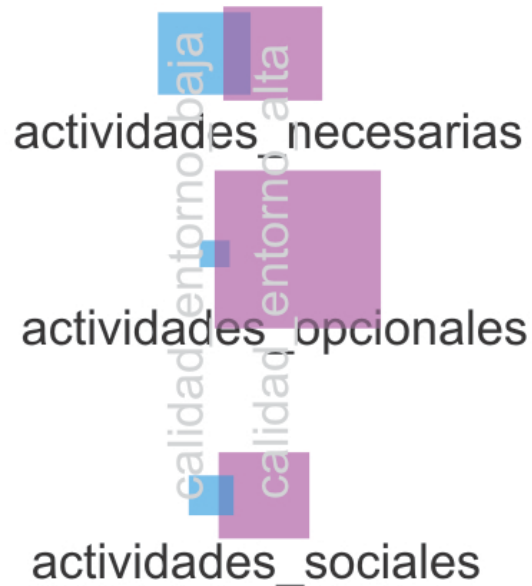 calidad_entorno_baja
calidad_entorno_alta
actividades_necesarias
actividades_opcionales
actividades_sociales